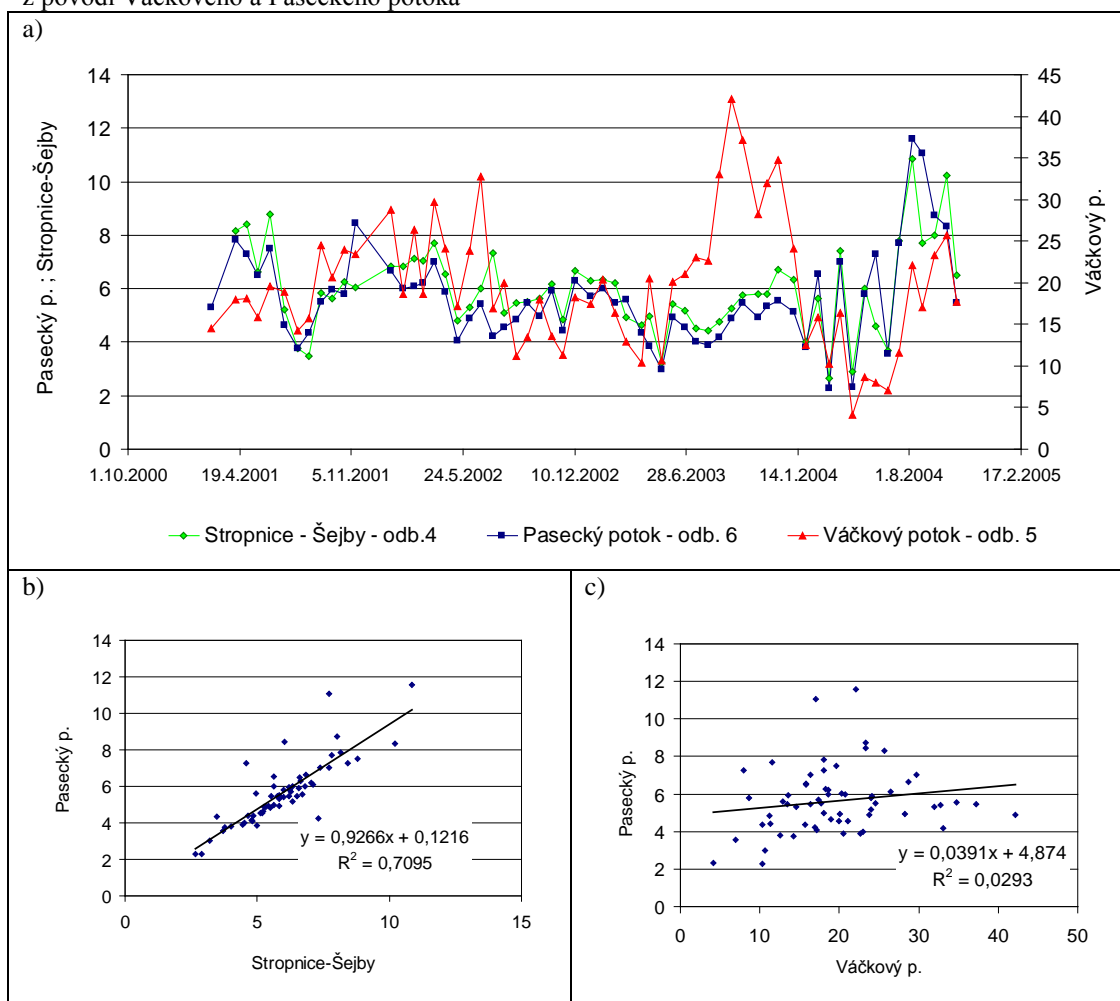 z povodí Váčkového a Paseckého potoka
a)
14
12
10
8
6
4
2
0
Pasecký p. ; Stropnice-Šejby
45
40
35
30
25
20
15
10
5
0
Váčkový p.
1.10.2000 19.4.2001 5.11.2001 24.5.2002 10.12.2002 28.6.2003 14.1.2004 1.8.2004 17.2.2005
Stropnice - Šejby - odb.4 Pasecký potok - odb. 6 Váčkový potok - odb. 5
b)
14
12
10
8
6
4
2
0
Pasecký p.
y = 0,9266x + 0,1216
R² = 0,7095
0 5 10 15
Stropnice-Šejby
c)
14
12
10
8
6
4
2
0
Pasecký p.
y = 0,0391x + 4,874
R² = 0,0293
0 10 20 30 40 50
Váčkový p.